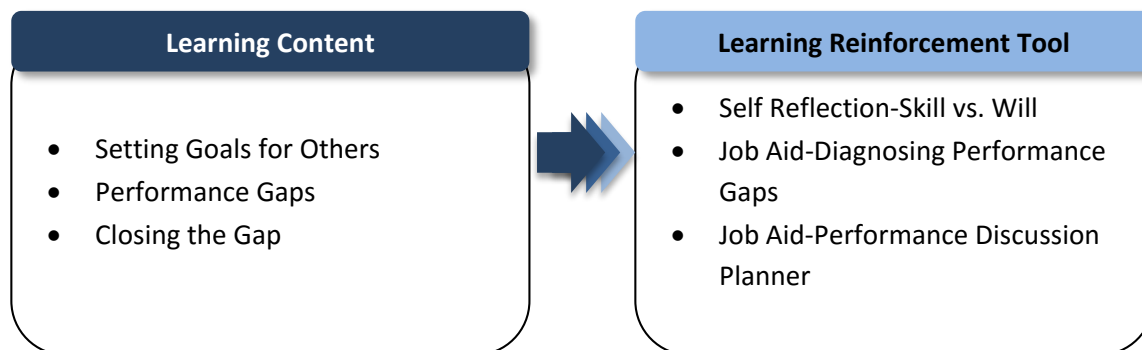 Learning Content
• Setting Goals for Others
• Performance Gaps
• Closing the Gap
Learning Reinforcement Tool
• Self Reflection-Skill vs. Will
• Job Aid-Diagnosing Performance
Gaps
• Job Aid-Performance Discussion
Planner